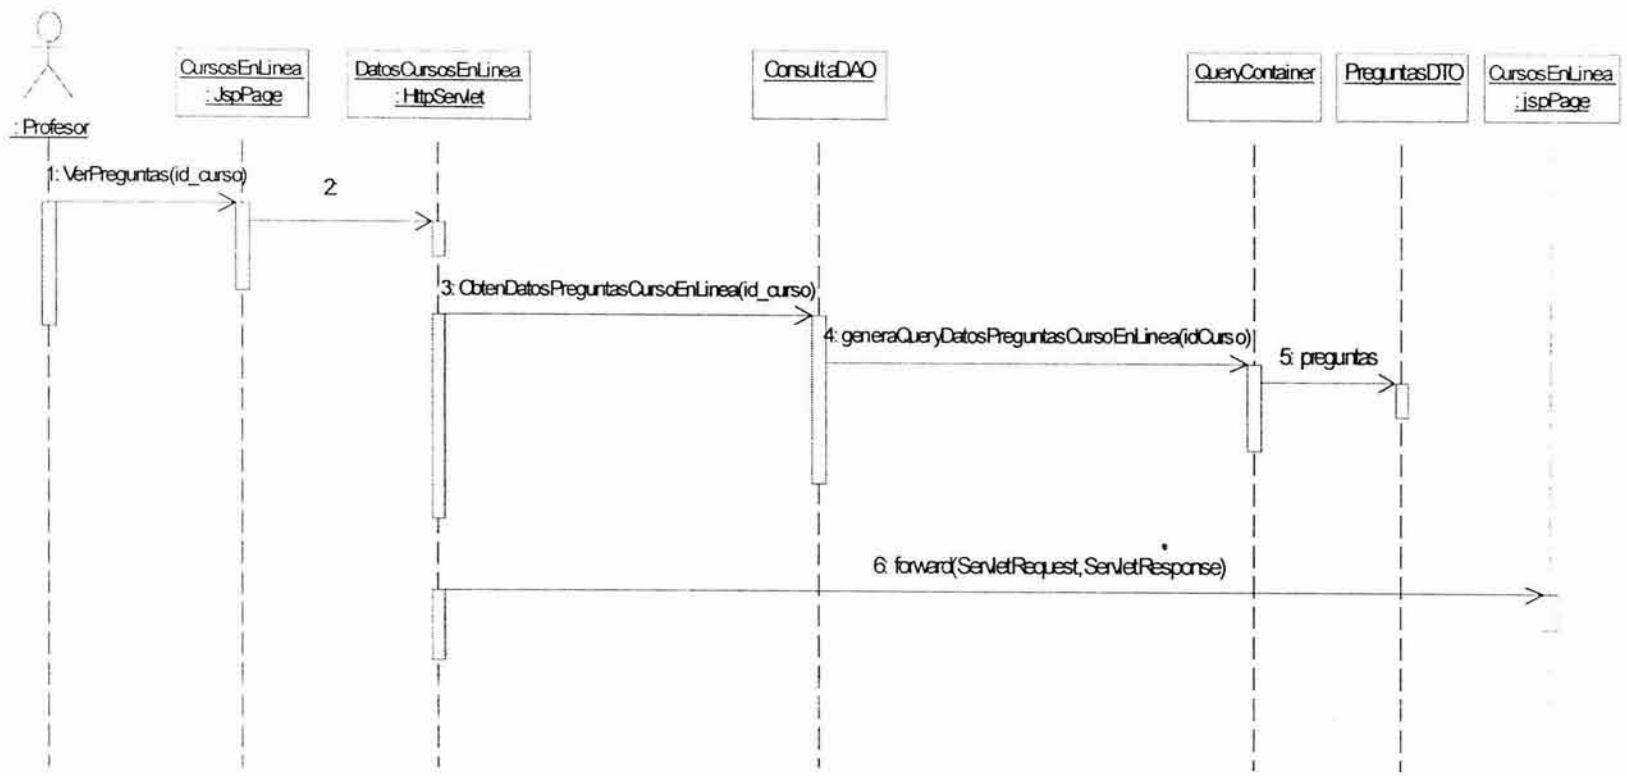 : Profesor
CursosEnLinea
: JspPage
DatosCursosEnLinea
: HttpServlet
ConsultaDAO
QueryContainer
PreguntasDTO
CursosEnLinea
: jspPage
1: VerPreguntas(id_curso)
2:
3: ObtenDatosPreguntasCursoEnLinea(id_curso)
4: generaQueryDatosPreguntasCursoEnLinea(idCurso)
5: preguntas
6: forward(ServletRequest,ServletResponse)